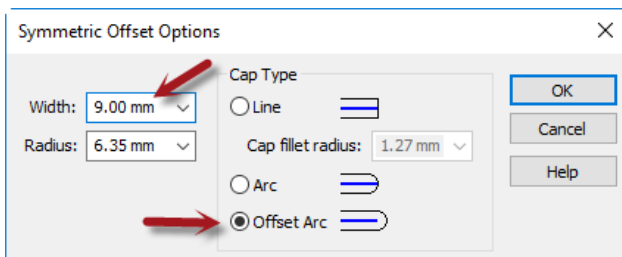 Symmetric Offset Options
Width: 9.00 mm
Radius: 6.35 mm
Cap Type
Line
Cap fillet radius: 1.27 mm
Arc
Offset Arc
OK
Cancel
Help